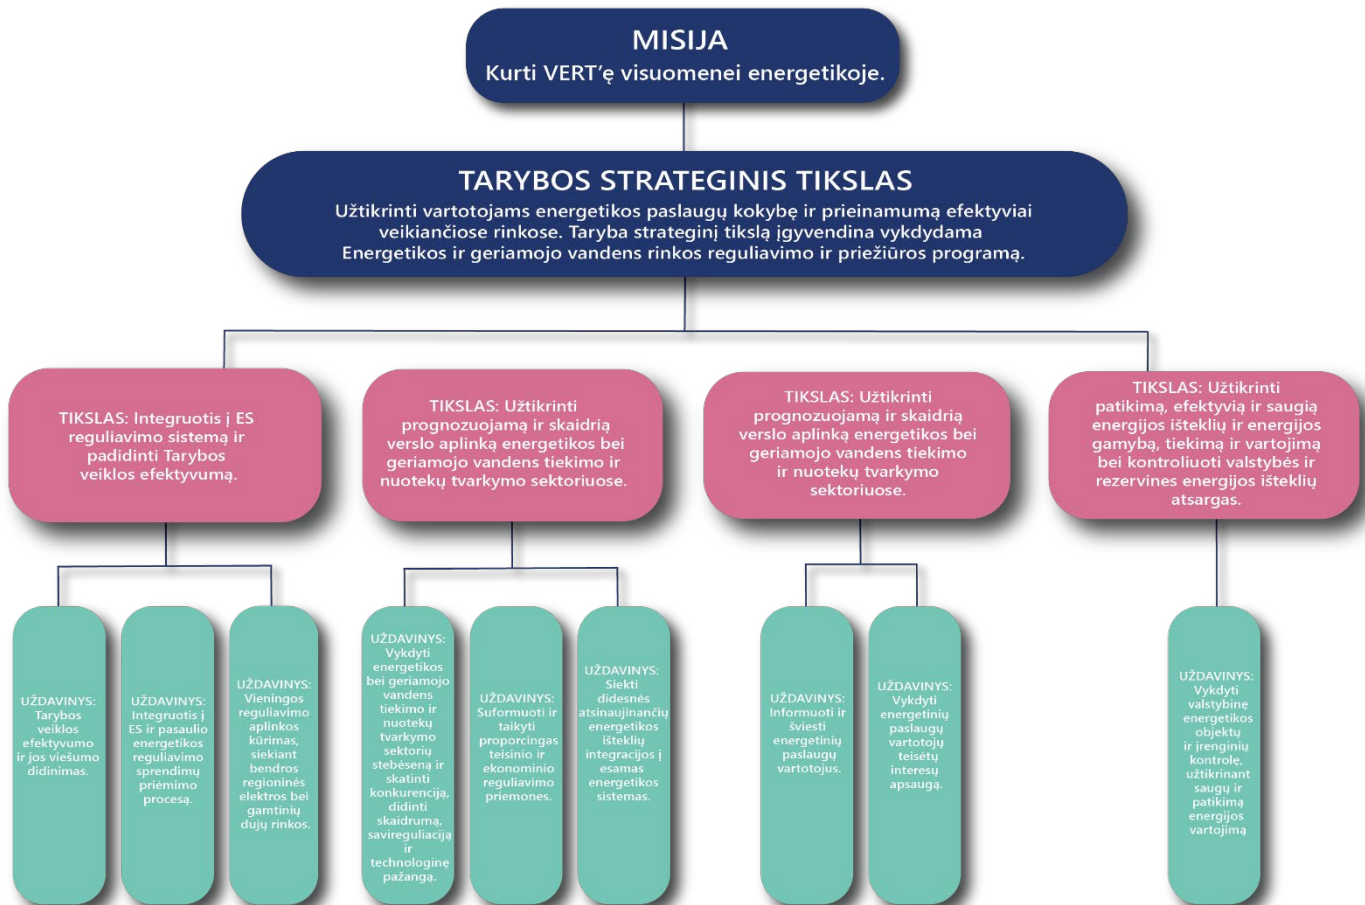 MISIJA
Kurti VERT'ę visuomenei energetikoje.
TARYBOS STRATEGINIS TIKSLAS
Užtikrinti vartotojams energetikos paslaugų kokybę ir prieinamumą efektyviai
veikiančiose rinkose. Taryba strateginį tikslą įgyvendina vykdydama
Energetikos ir geriamojo vandens rinkos reguliavimo ir priežiūros programą.
TIKSLAS: Integruotis į ES
reguliavimo sistemą ir
padidinti Tarybos
veiklos efektyvumą.
TIKSLAS: Užtikrinti
prognozuojamą ir skaidrią
verslo aplinką energetikos bei
geriamojo vandens tiekimo ir
nuotekų tvarkymo sektoriuose.
TIKSLAS: Užtikrinti
prognozuojamą ir skaidrią
verslo aplinką energetikos bei
geriamojo vandens tiekimo
ir nuotekų tvarkymo
sektoriuose.
TIKSLAS: Užtikrinti
patikimą, efektyvią ir saugią
energijos išteklių ir energijos
gamybą, tiekimą ir vartojimą
bei kontroliuoti valstybės ir
rezervines energijos išteklių
atsargas.
UŽDAVINYS:
Tarybos
veiklos
efektyvumo
ir jos viešumo
didinimas.
UŽDAVINYS:
Integruotis į
ES ir pasaulio
energetikos
reguliavimo
sprendimų
priėmimo
procesą.
UŽDAVINYS:
Vieningos
reguliavimo
aplinkos
kūrimas,
siekiant
bendros
regioninės
elektros bei
gamtinių
dujų rinkos.
UŽDAVINYS:
Vykdyti
energetikos
bei geriamojo
vandens
tiekimo ir
nuotekų
tvarkymo
sektorių
stebėseną ir
skatinti
konkurenciją,
didinti
skaidrumą,
savireguliaciją
ir
technologinę
pažangą.
UŽDAVINYS:
Suformuoti ir
taikyti
proporcingas
teisinio ir
ekonominio
reguliavimo
priemones.
UŽDAVINYS:
Siekti
didesnės
atsinaujinančių
energetikos
išteklių
integracijos į
esamas
energetikos
sistemas.
UŽDAVINYS:
Informuoti ir
šviesti
energetinių
paslaugų
vartotojus.
UŽDAVINYS:
Vykdyti
energetinių
paslaugų
vartotojų
teisėtų
interesų
apsaugą.
UŽDAVINYS:
Vykdyti
valstybinę
energetikos
objektų
ir įrenginių
kontrolę,
užtikrinant
saugų ir
patikimą
energijos
vartojimą